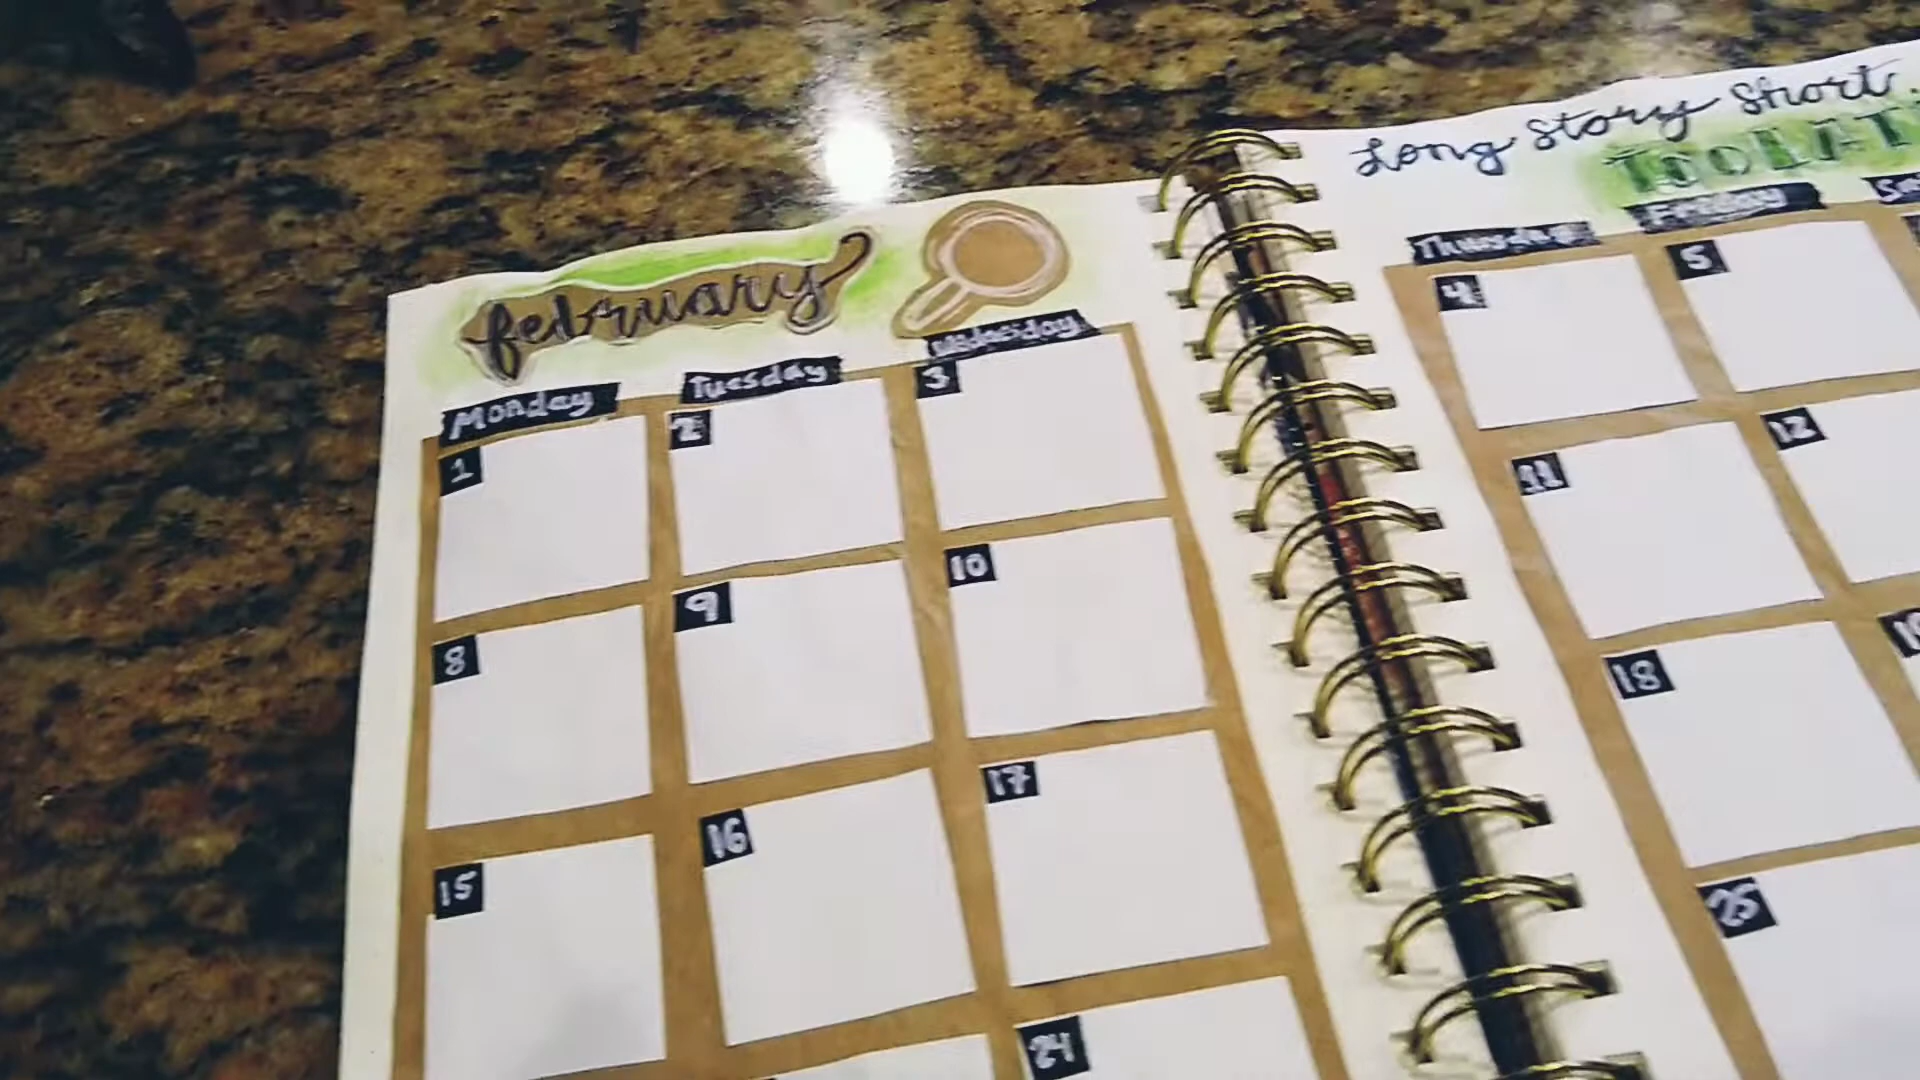 february
Long Story Short.
Monday Tuesday Wednesday Thursday Friday
1 2 3 4 5
8 9 10 11 12
15 16 17 18
24 25